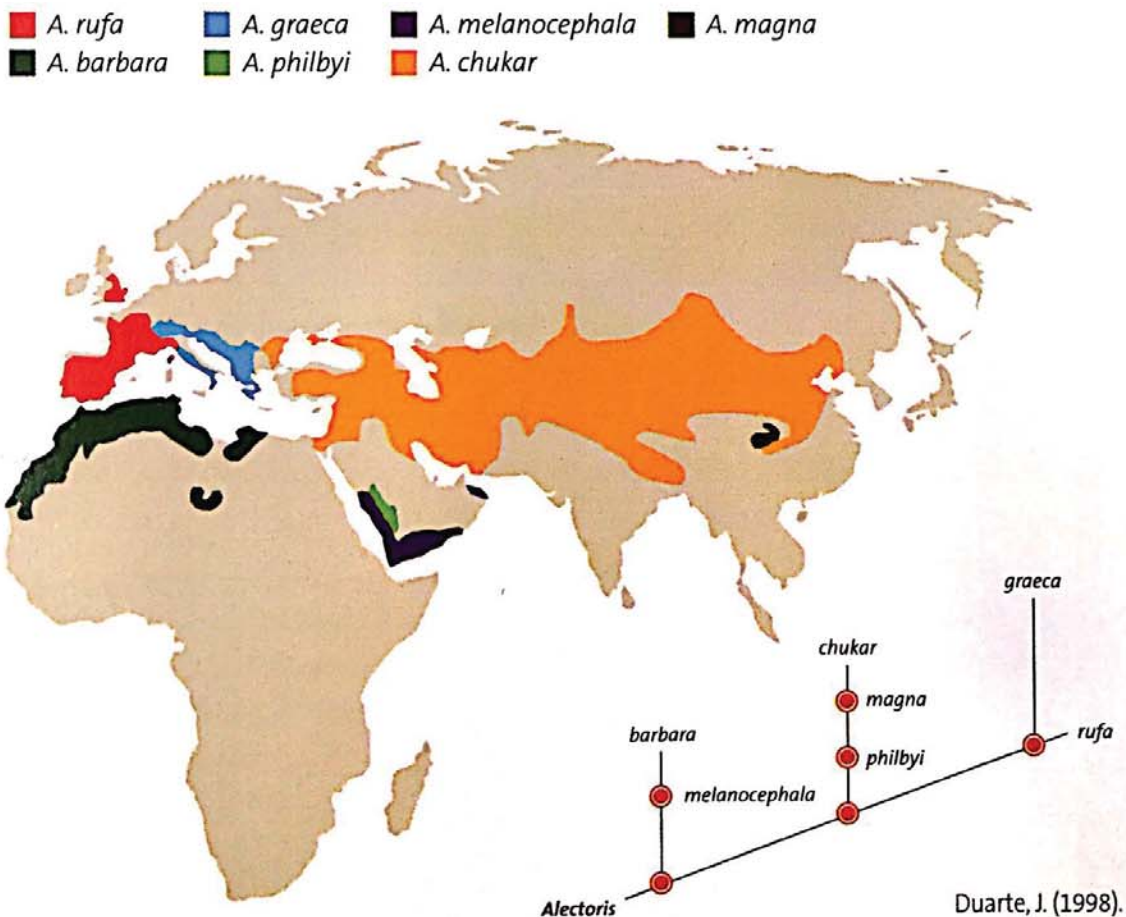 A. rufa A. graeca A. melanocephala A. magna
A. barbara A. philbyi A. chukar
graeca
chukar
magna
rufa
barbara
philbyi
melanocephala
Alectoris
Duarte, J. (1998).